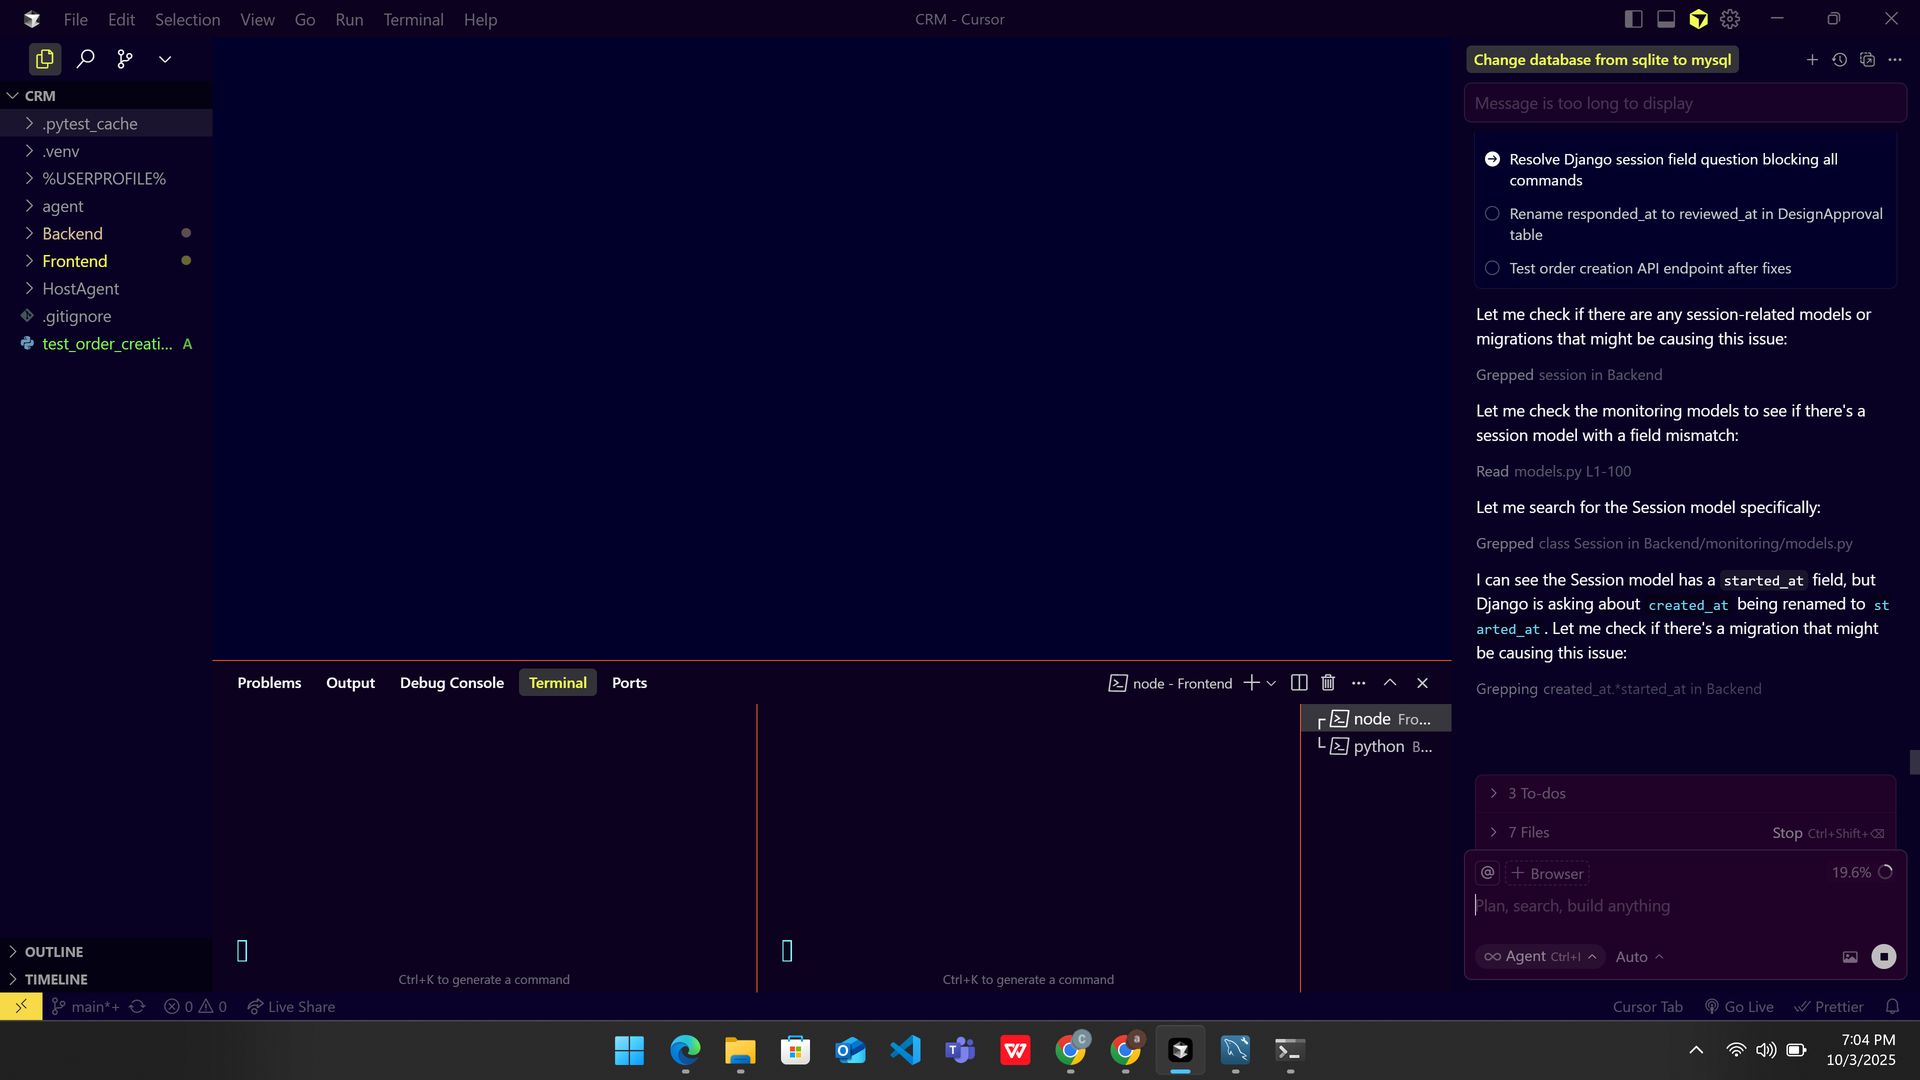 File Edit Selection View Go Run Terminal Help
CRM - Cursor
CRM
.pytest_cache
.venv
%USERPROFILE%
agent
Backend
Frontend
HostAgent
.gitignore
test_order_creati... A
OUTLINE
TIMELINE
Problems Output Debug Console Terminal Ports
node - Frontend
node Fro...
python B...
Ctrl+K to generate a command
Ctrl+K to generate a command
Change database from sqlite to mysql
Message is too long to display
Resolve Django session field question blocking all
commands
Rename responded_at to reviewed_at in DesignApproval
table
Test order creation API endpoint after fixes
Let me check if there are any session-related models or
migrations that might be causing this issue:
Grepped session in Backend
Let me check the monitoring models to see if there's a
session model with a field mismatch:
Read models.py L1-100
Let me search for the Session model specifically:
Grepped class Session in Backend/monitoring/models.py
I can see the Session model has a started_at field, but
Django is asking about created_at being renamed to st
arted_at. Let me check if there's a migration that might
be causing this issue:
Grepping created_at.*started_at in Backend
3 To-dos
7 Files
Stop Ctrl+Shift+⌫
@ + Browser
19.6%
Plan, search, build anything
Agent Ctrl+I
Auto
main*+
0 0
Live Share
Cursor Tab
Go Live
Prettier
C
a
7:04 PM
10/3/2025